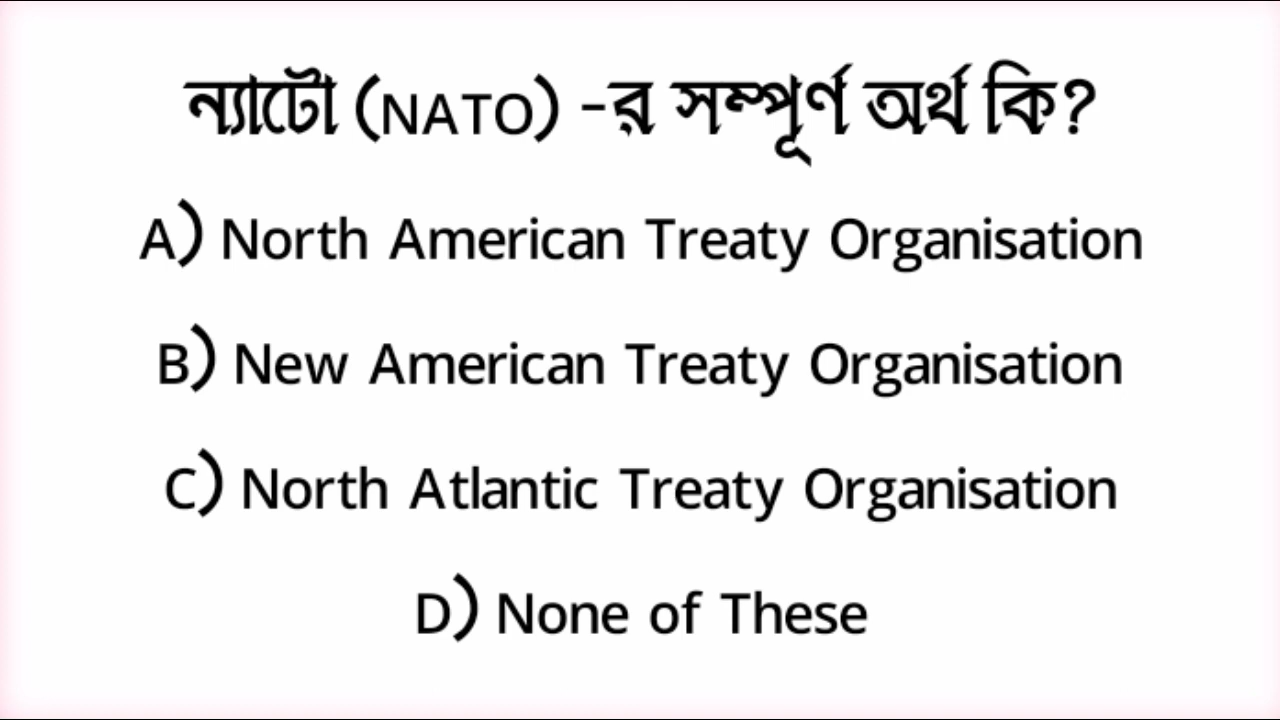 ন্যাটো (NATO) -র সম্পূর্ণ অর্থ কি?
A) North American Treaty Organisation
B) New American Treaty Organisation
C) North Atlantic Treaty Organisation
D) None of These